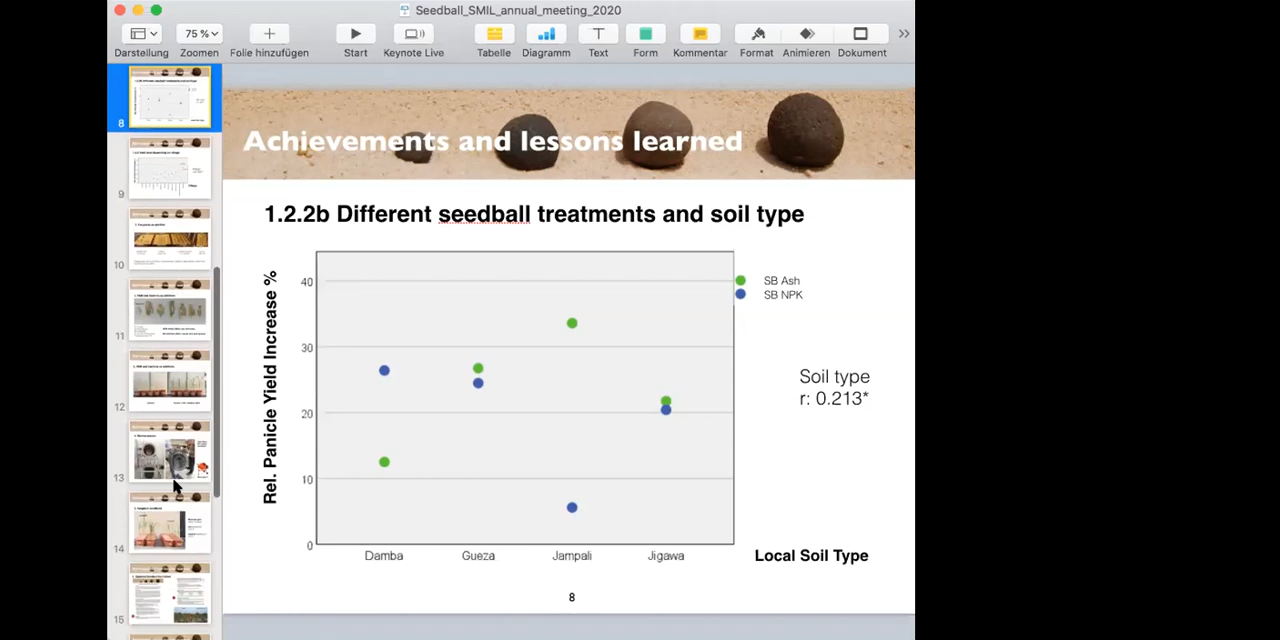 Seedball_SMIL_annual_meeting_2020
75 %
Darstellung Zoomen Folie hinzufügen Start Keynote Live Tabelle Diagramm Text Form Kommentar Format Animieren Dokument
8
9
10
11
12
13
14
15
Achievements and lessons learned
1.2.2b Different seedball treatments and soil type
Rel. Panicle Yield Increase %
40
30
20
10
0
SB Ash
SB NPK
Soil type
r: 0.213*
Damba Gueza Jampali Jigawa
Local Soil Type
8